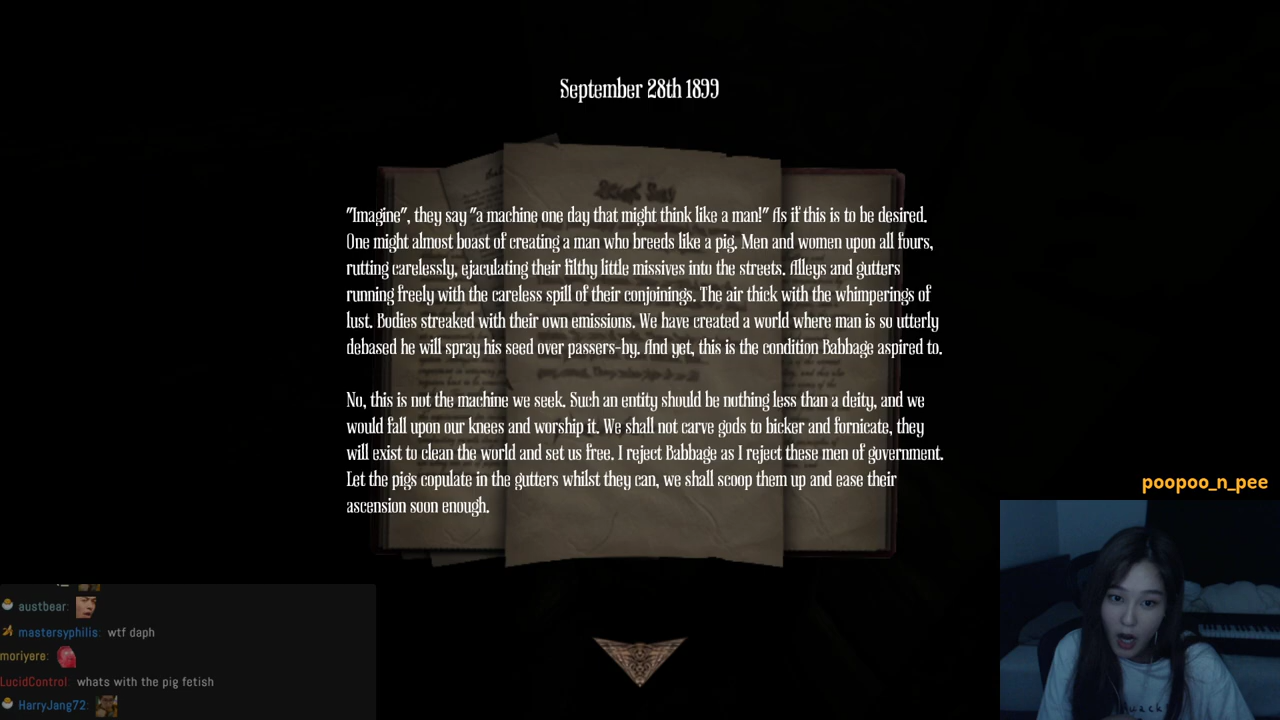 September 28th 1899
"Imagine", they say "a machine one day that might think like a man!" As if this is to be desired.
One might almost boast of creating a man who breeds like a pig. Men and women upon all fours,
rutting carelessly, ejaculating their filthy little missives into the streets. Alleys and gutters
running freely with the careless spill of their conjoinings. The air thick with the whimperings of
lust. Bodies streaked with their own emissions. We have created a world where man is so utterly
debased he will spray his seed over passers-by. And yet, this is the condition Babbage aspired to.
No, this is not the machine we seek. Such an entity should be nothing less than a deity, and we
would fall upon our knees and worship it. We shall not carve gods to bicker and fornicate, they
will exist to clean the world and set us free. I reject Babbage as I reject these men of government.
Let the pigs copulate in the gutters whilst they can, we shall scoop them up and ease their
ascension soon enough.
poopoo_n_pee
austbear:
mastersyphilis: wtf daph
moriyere:
LucidControl: whats with the pig fetish
HarryJang72: